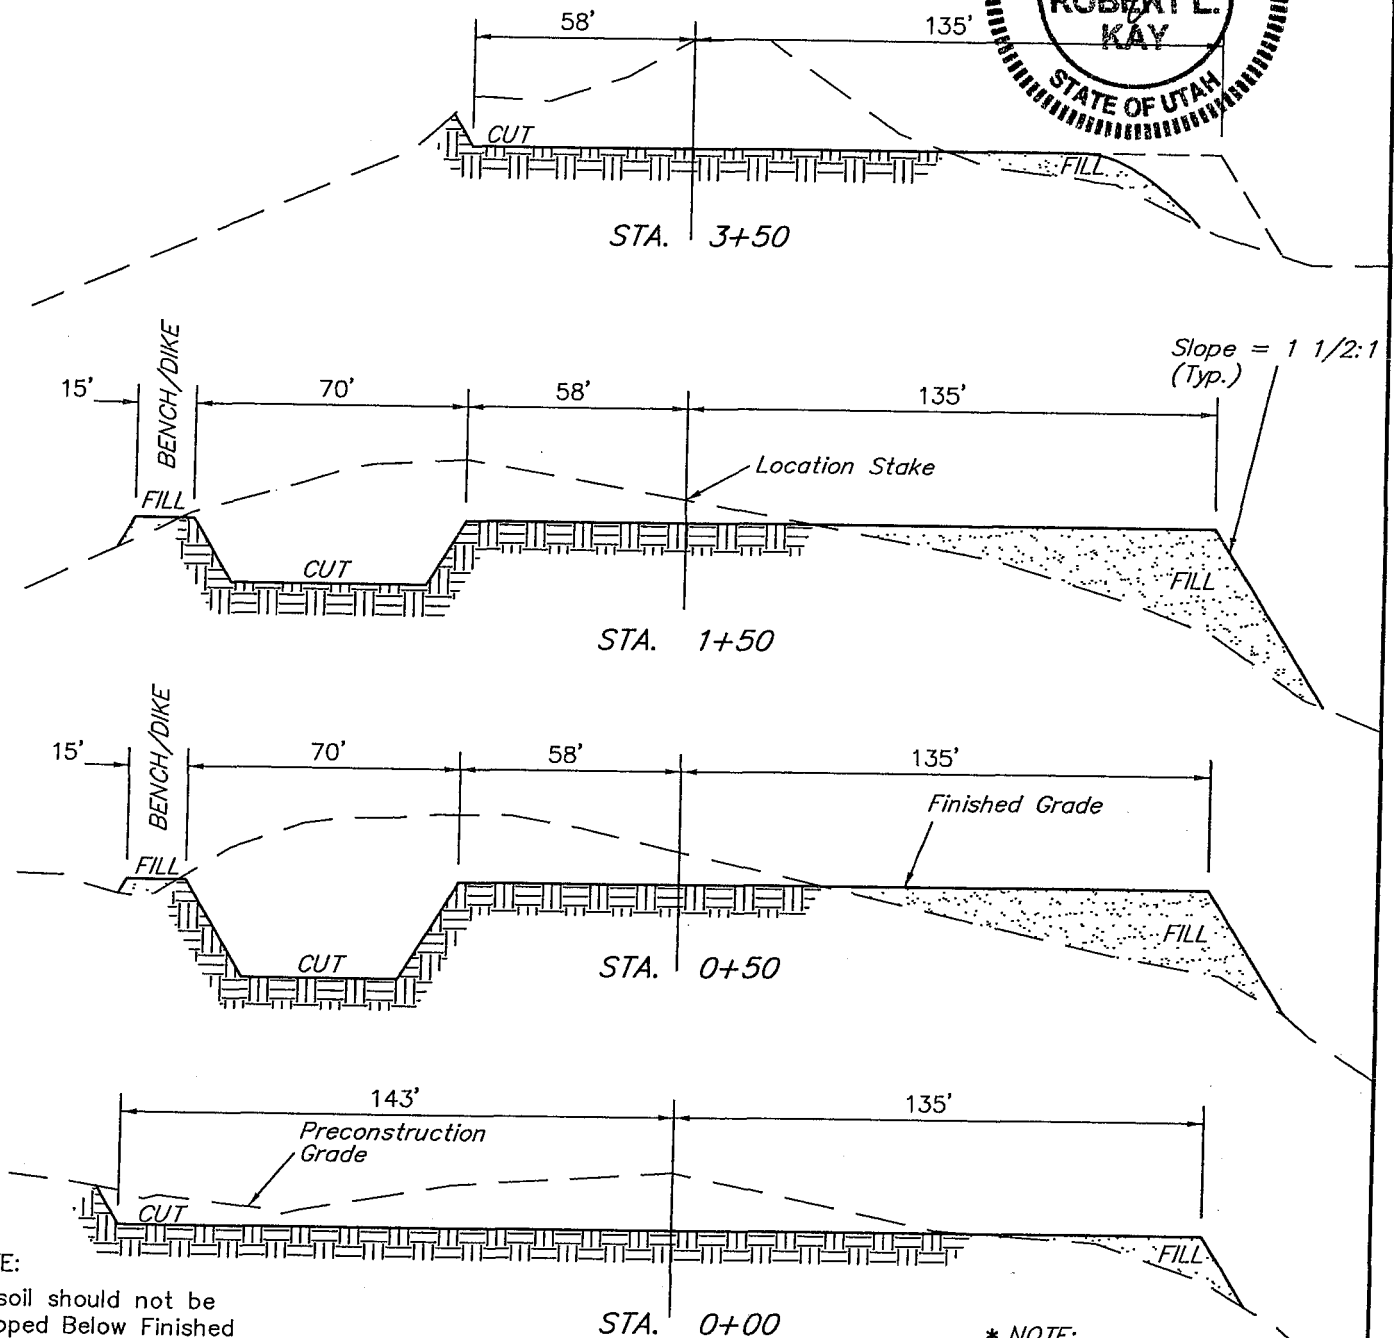 58'
135'
ROBERT L.
KAY
STATE OF UTAH
CUT
FILL
STA. 3+50
Slope = 1 1/2:1
(Typ.)
15'
BENCH/DIKE
70'
58'
135'
Location Stake
FILL
CUT
FILL
STA. 1+50
15'
BENCH/DIKE
70'
58'
135'
Finished Grade
FILL
CUT
FILL
STA. 0+50
143'
135'
Preconstruction
Grade
CUT
FILL
E:
soil should not be
oped Below Finished
STA. 0+00
* NOTE: